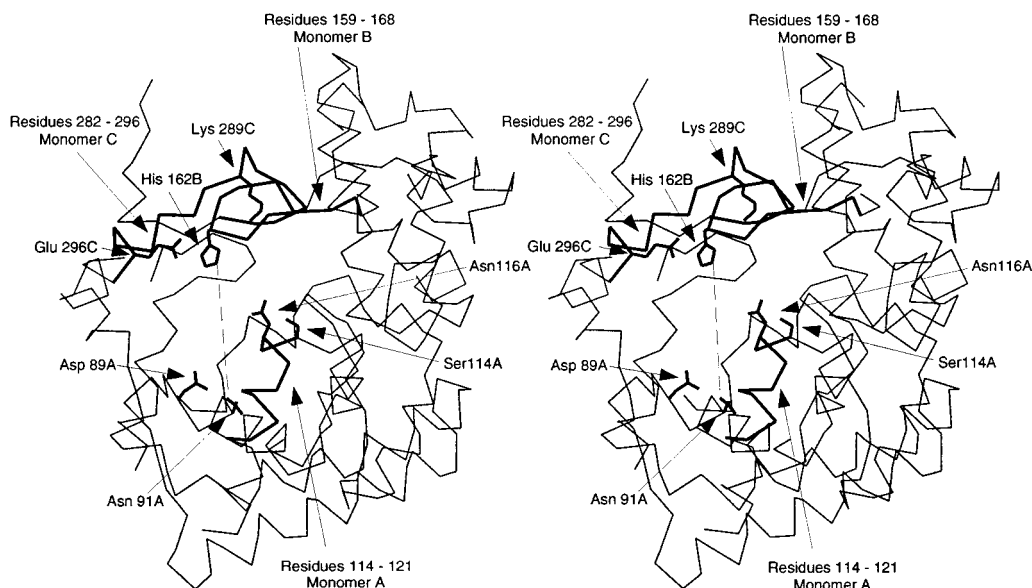 Residues 159 - 168
Monomer B
Residues 282 - 296
Monomer C
Lys 289C
His 162B
Glu 296C
Asn116A
Asp 89A
Ser114A
Asn 91A
Residues 114 - 121
Monomer A
Residues 159 - 168
Monomer B
Residues 282 - 296
Monomer C
Lys 289C
His 162B
Glu 296C
Asn116A
Asp 89A
Ser114A
Asn 91A
Residues 114 - 121
Monomer A